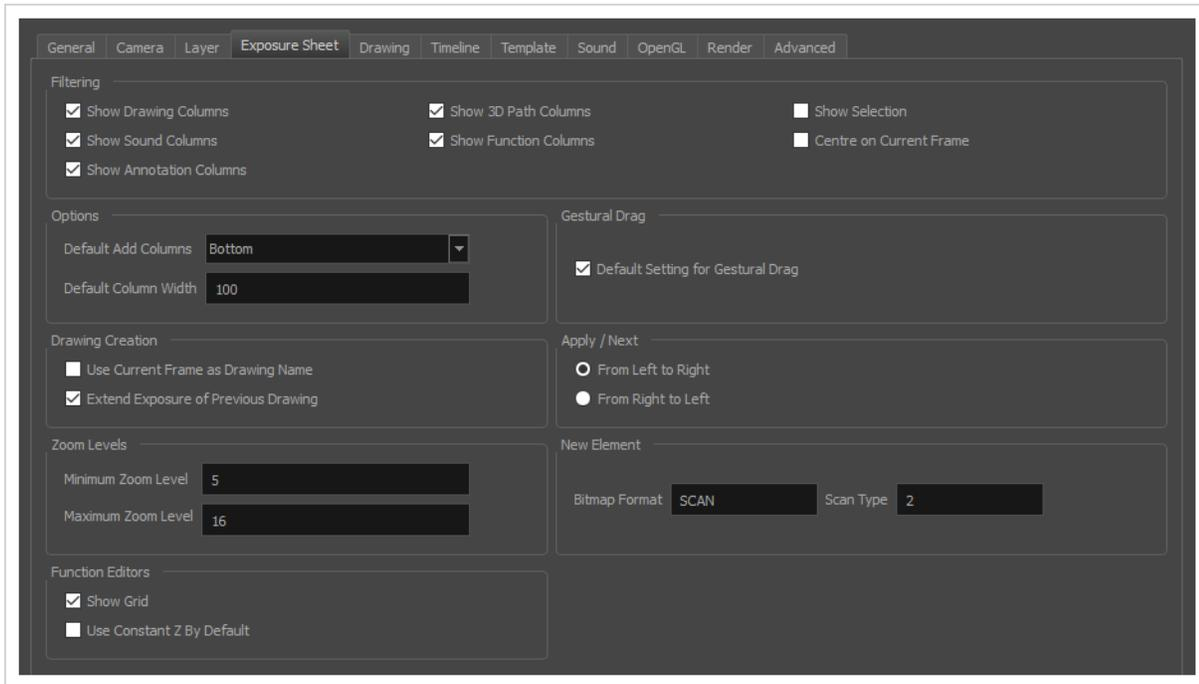 General Camera Layer Exposure Sheet Drawing Timeline Template Sound OpenGL Render Advanced
Filtering
Show Drawing Columns Show 3D Path Columns Show Selection
Show Sound Columns Show Function Columns Centre on Current Frame
Show Annotation Columns
Options
Default Add Columns Bottom
Default Column Width 100
Gestural Drag
Default Setting for Gestural Drag
Drawing Creation
Use Current Frame as Drawing Name
Extend Exposure of Previous Drawing
Apply / Next
From Left to Right
From Right to Left
Zoom Levels
Minimum Zoom Level 5
Maximum Zoom Level 16
New Element
Bitmap Format SCAN Scan Type 2
Function Editors
Show Grid
Use Constant Z By Default